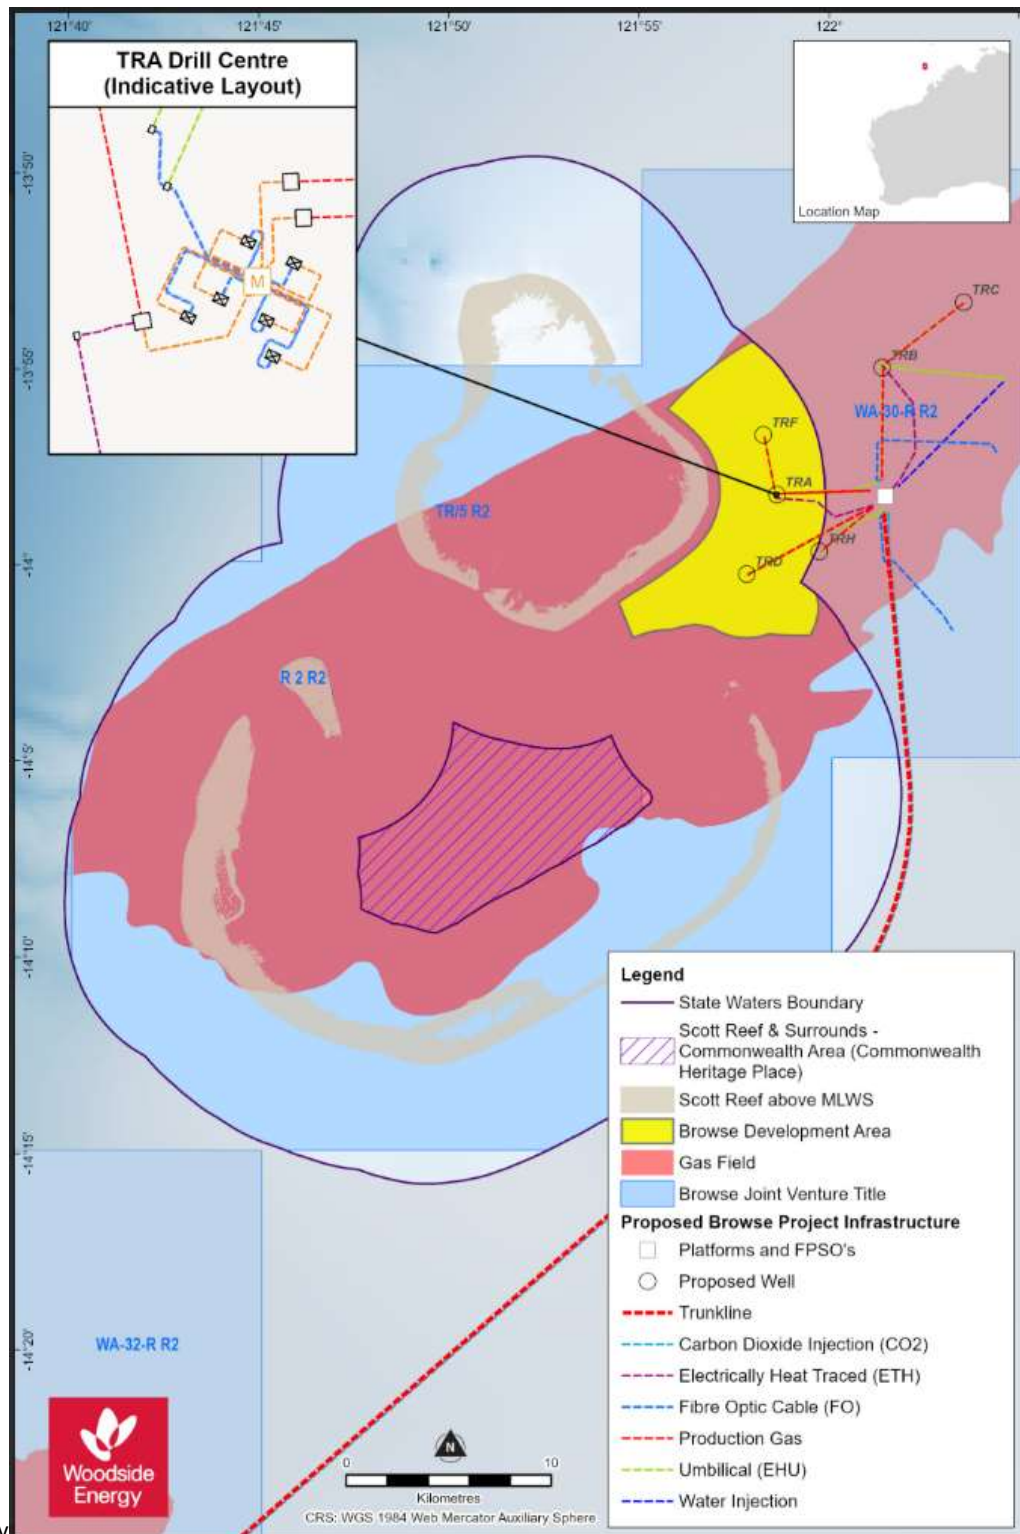 121°40'
121°45'
121°50'
121°55'
122°
TRA Drill Centre
(Indicative Layout)
M
Location Map
-13°50'
-13°55'
-14°
-14°5'
-14°10'
-14°15'
-14°20'
TRC
TRB
WA-30-R R2
TRF
TRA
TR/5 R2
TRH
TRD
R 2 R2
WA-32-R R2
Legend
State Waters Boundary
Scott Reef & Surrounds -
Commonwealth Area (Commonwealth
Heritage Place)
Scott Reef above MLWS
Browse Development Area
Gas Field
Browse Joint Venture Title
Proposed Browse Project Infrastructure
Platforms and FPSO's
Proposed Well
Trunkline
Carbon Dioxide Injection (CO2)
Electrically Heat Traced (ETH)
Fibre Optic Cable (FO)
Production Gas
Umbilical (EHU)
Water Injection
Woodside
Energy
N
0 10
Kilometres
CRS: WGS 1984 Web Mercator Auxiliary Sphere